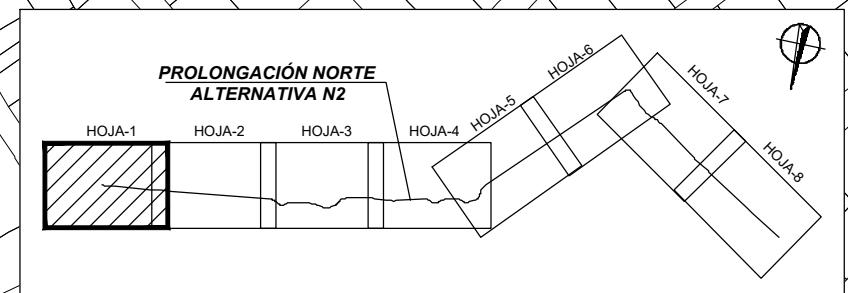 PROLONGACIÓN NORTE
ALTERNATIVA N2
HOJA-1
HOJA-2
HOJA-3
HOJA-4
HOJA-5
HOJA-6
HOJA-7
HOJA-8